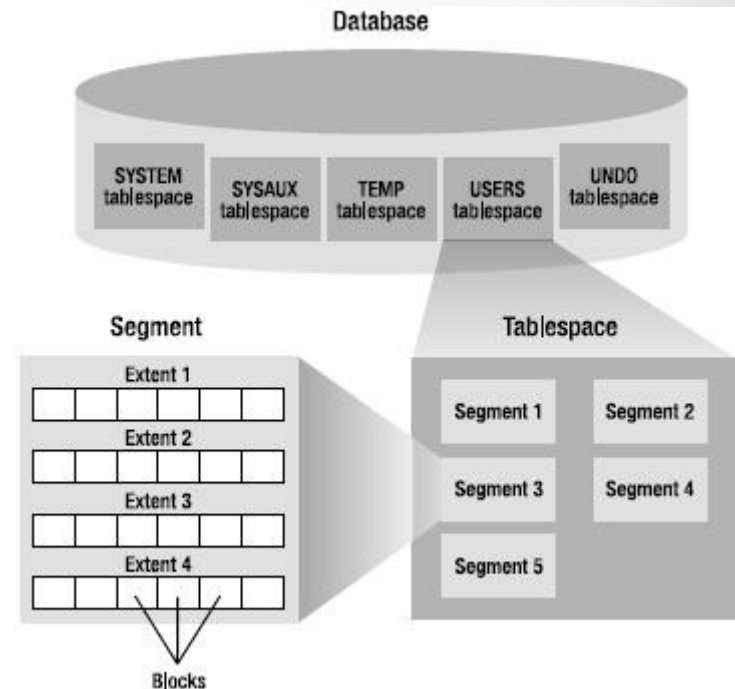 Database
SYSTEM
tablespace
SYSAUX
tablespace
TEMP
tablespace
USERS
tablespace
UNDO
tablespace
Segment
Extent 1
Extent 2
Extent 3
Extent 4
Blocks
Tablespace
Segment 1
Segment 2
Segment 3
Segment 4
Segment 5